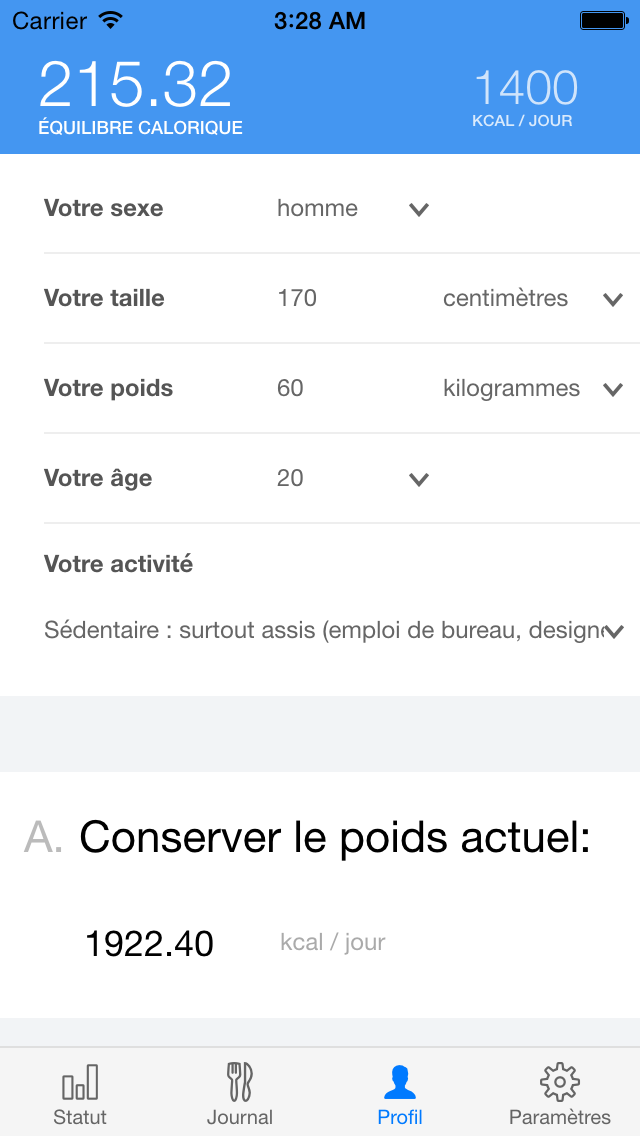 Carrier 3:28 AM
215.32 1400
ÉQUILIBRE CALORIQUE KCAL / JOUR
Votre sexe homme
Votre taille 170 centimètres
Votre poids 60 kilogrammes
Votre âge 20
Votre activité
Sédentaire : surtout assis (emploi de bureau, designe
A. Conserver le poids actuel:
1922.40 kcal / jour
Statut Journal Profil Paramètres